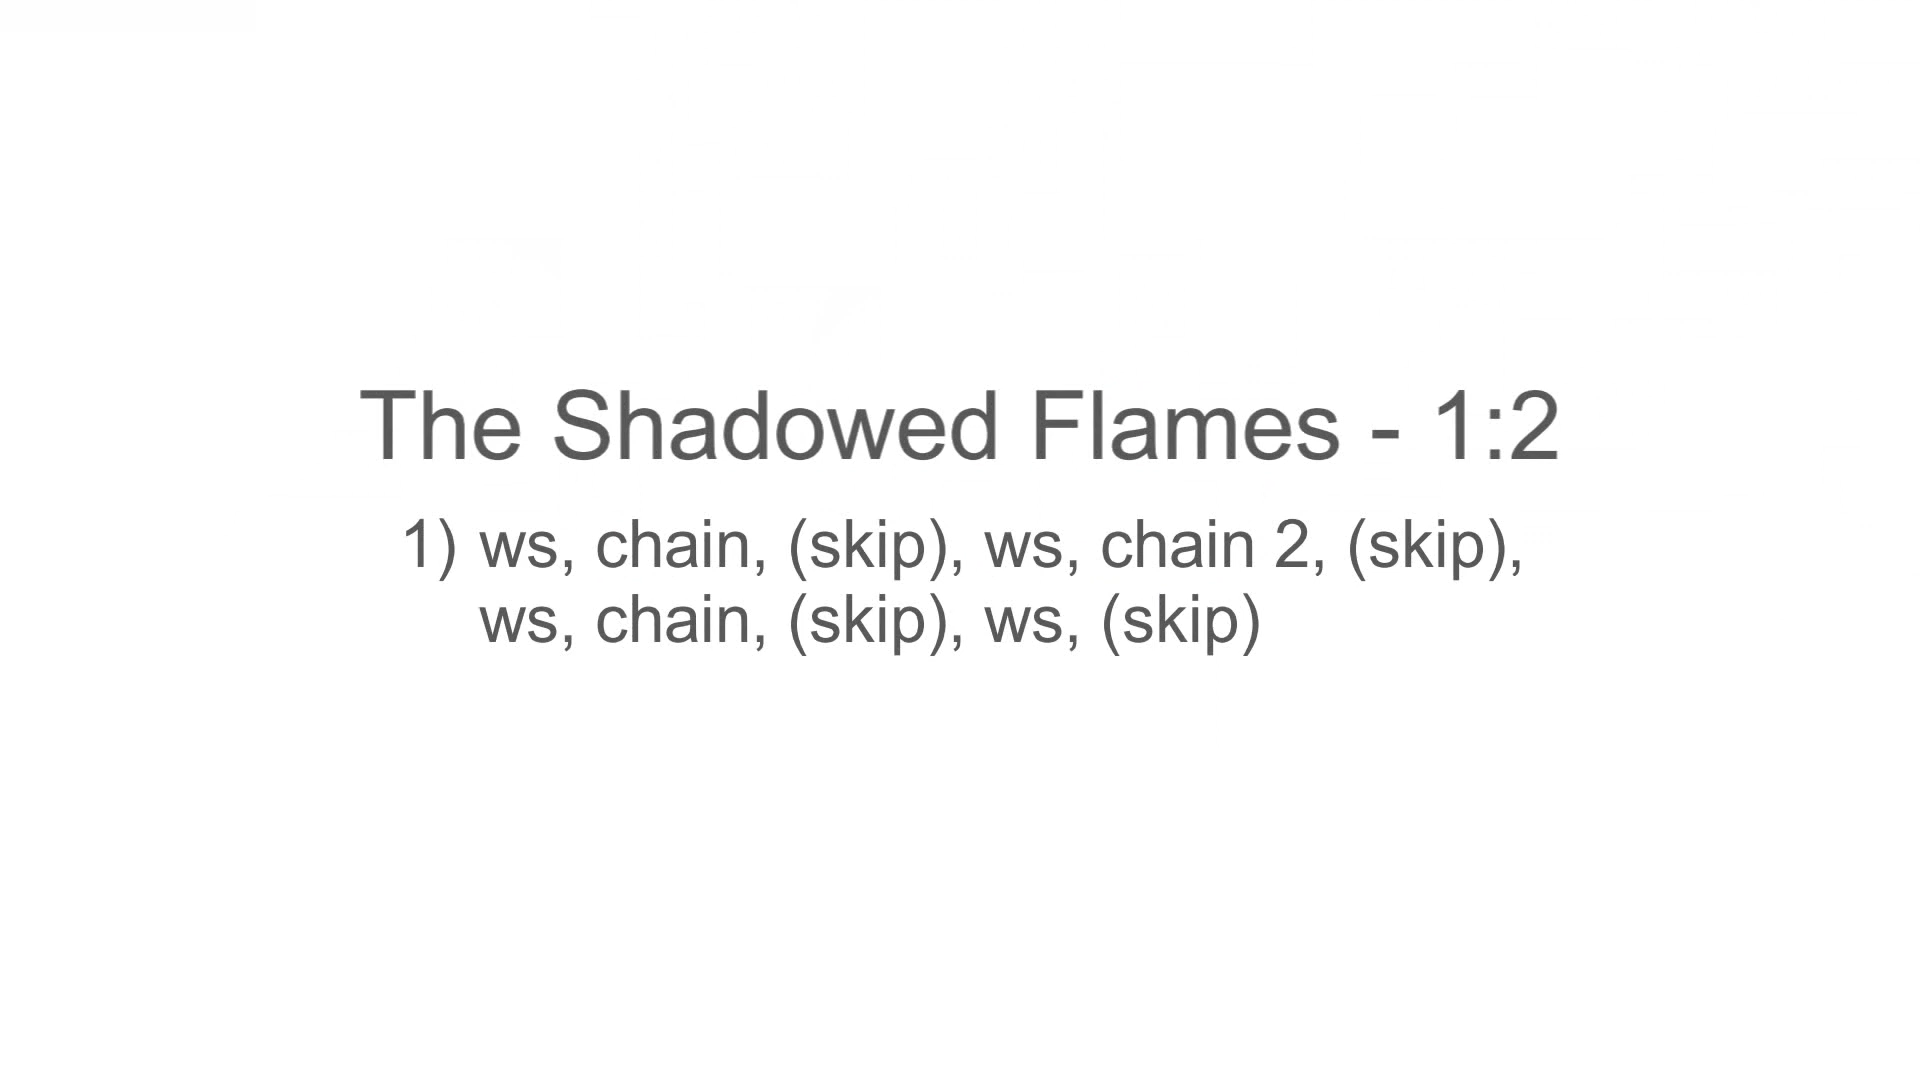 The Shadowed Flames - 1:2
1) ws, chain, (skip), ws, chain 2, (skip),
ws, chain, (skip), ws, (skip)